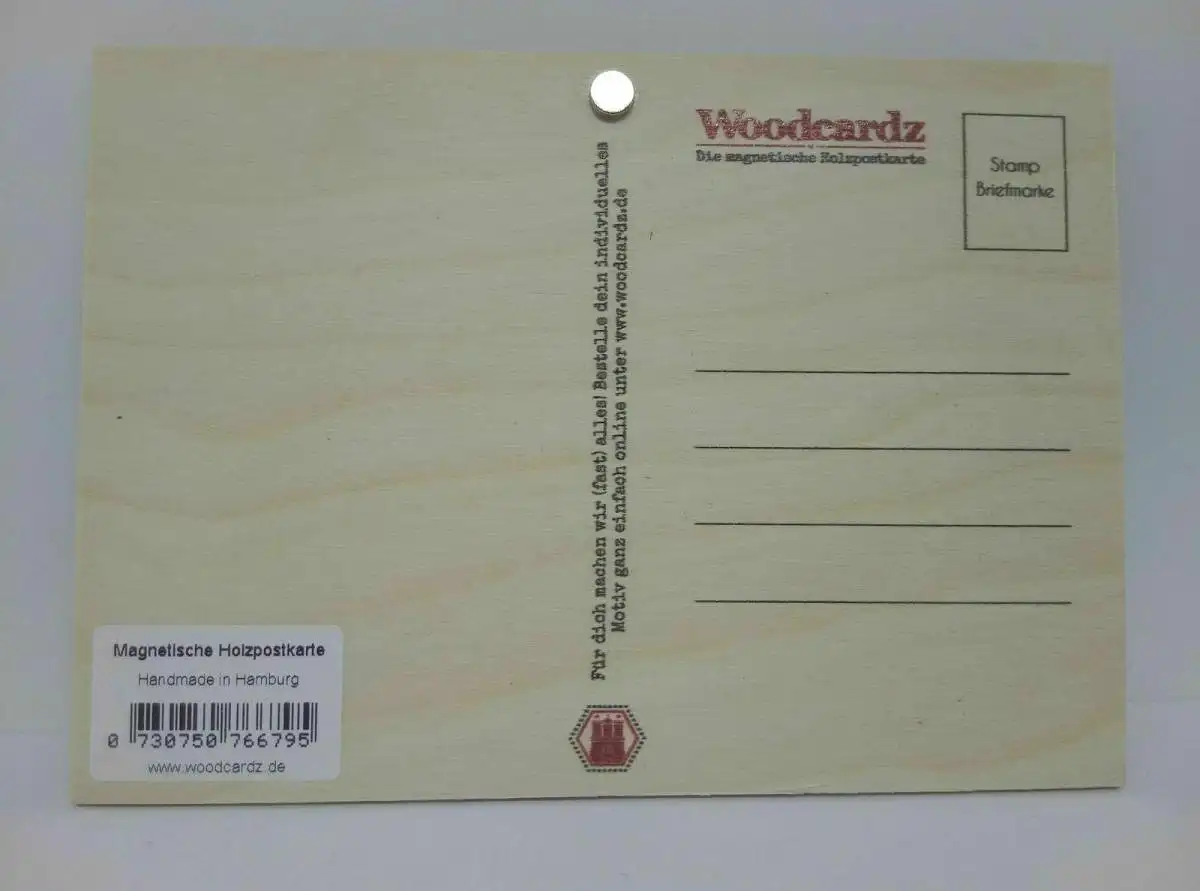 Woodcardz
Die magnetische Holzpostkarte
Stamp
Briefmarke
Für dich machen wir (fast) alles! Bestelle dein individuelles
Motiv ganz einfach online unter www.woodcardz.de
Magnetische Holzpostkarte
Handmade in Hamburg
0 730750 766795
www.woodcardz.de